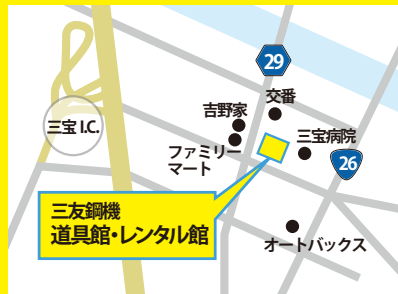 29
交番
吉野家
三宝 I.C.
三宝病院
ファミリー
マート
26
三友鋼機
道具館・レンタル館
オートバックス